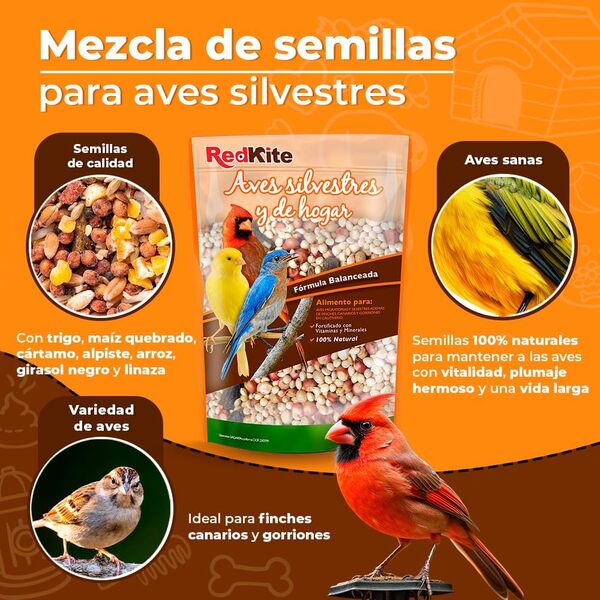 Mezcla de semillas
para aves silvestres
Semillas
de calidad
Con trigo, maíz quebrado,
cártamo, alpiste, arroz,
girasol negro y linaza
RedKite
Aves silvestres
y de hogar
Fórmula Balanceada
Alimento para:
Fortificado con
Vitaminas y Minerales
100% Natural
Aves sanas
Semillas 100% naturales
para mantener a las aves
con vitalidad, plumaje
hermoso y una vida larga
Variedad
de aves
Ideal para finches
canarios y gorriones